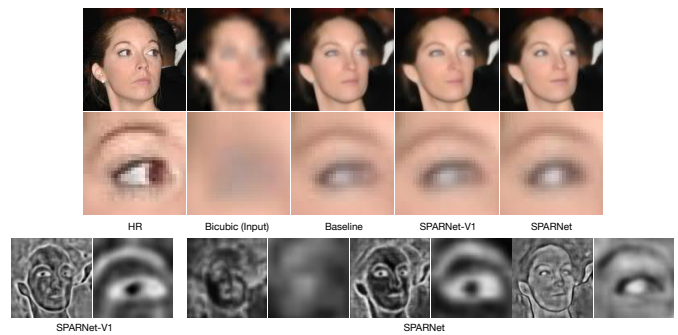 HR
Bicubic (Input)
Baseline
SPARNet-V1
SPARNet
SPARNet-V1
SPARNet